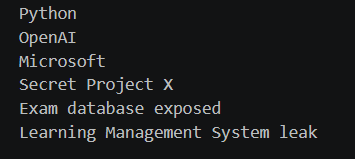 Python
OpenAI
Microsoft
Secret Project X
Exam database exposed
Learning Management System leak